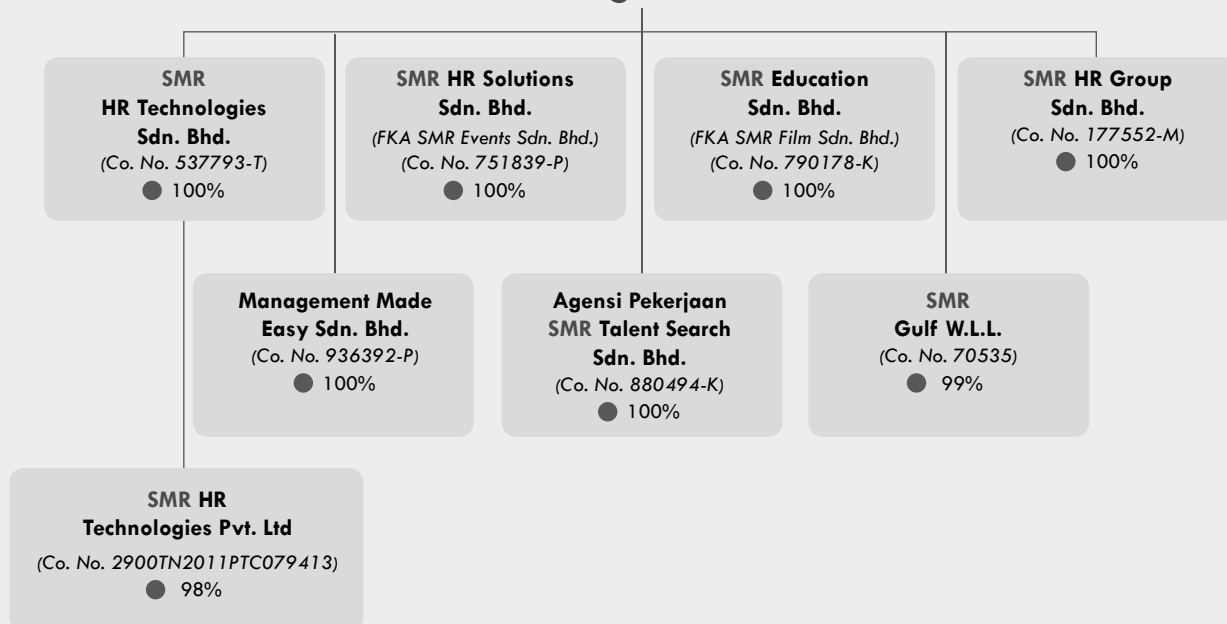 SMR
HR Technologies
Sdn. Bhd.
(Co. No. 537793-T)
100%
SMR HR Solutions
Sdn. Bhd.
(FKA SMR Events Sdn. Bhd.)
(Co. No. 751839-P)
100%
SMR Education
Sdn. Bhd.
(FKA SMR Film Sdn. Bhd.)
(Co. No. 790178-K)
100%
SMR HR Group
Sdn. Bhd.
(Co. No. 177552-M)
100%
Management Made
Easy Sdn. Bhd.
(Co. No. 936392-P)
100%
Agensi Pekerjaan
SMR Talent Search
Sdn. Bhd.
(Co. No. 880494-K)
100%
SMR
Gulf W.L.L.
(Co. No. 70535)
99%
SMR HR
Technologies Pvt. Ltd
(Co. No. 2900TN2011PTC079413)
98%